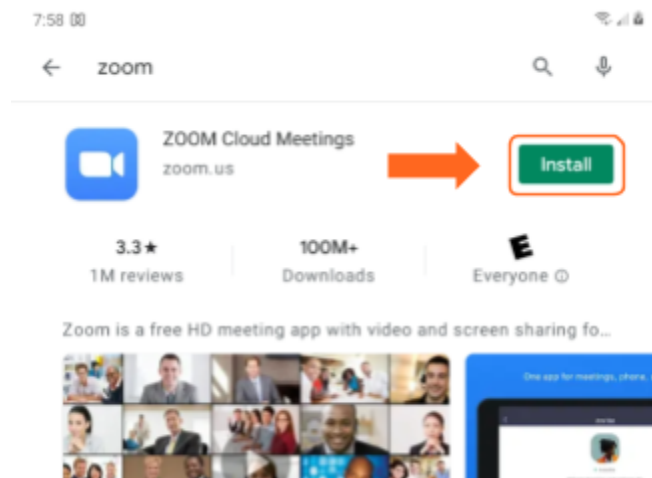 7:58
zoom
ZOOM Cloud Meetings
zoom.us
Install
3.3★
1M reviews
100M+
Downloads
E
Everyone
Zoom is a free HD meeting app with video and screen sharing fo...
One app for meetings, phone,